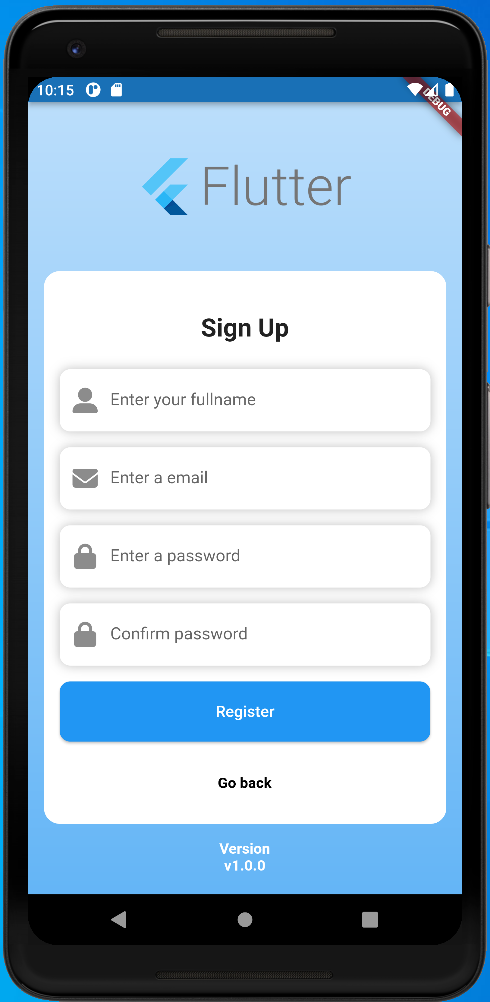 10:15
DEBUG
Flutter
Sign Up
Enter your fullname
Enter a email
Enter a password
Confirm password
Register
Go back
Version
v1.0.0